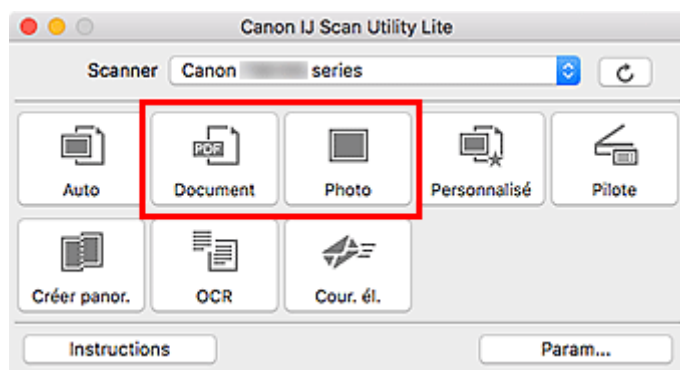 Canon IJ Scan Utility Lite
Scanner Canon series
PDF
Auto Document Photo Personnalisé Pilote
Créer panor. OCR Cour. él.
Instructions Param...